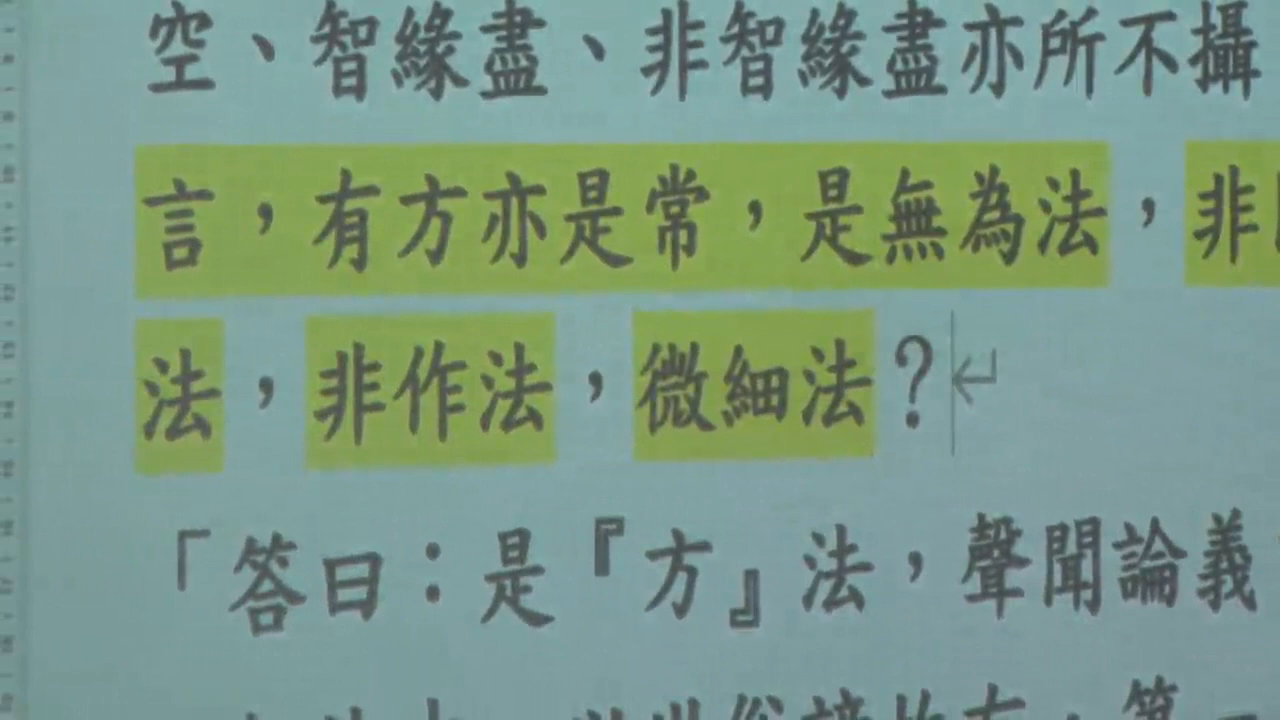 空、智緣盡、非智緣盡亦所不攝
言，有方亦是常，是無為法，非
法，非作法，微細法？
「答曰：是『方』法，聲聞論義